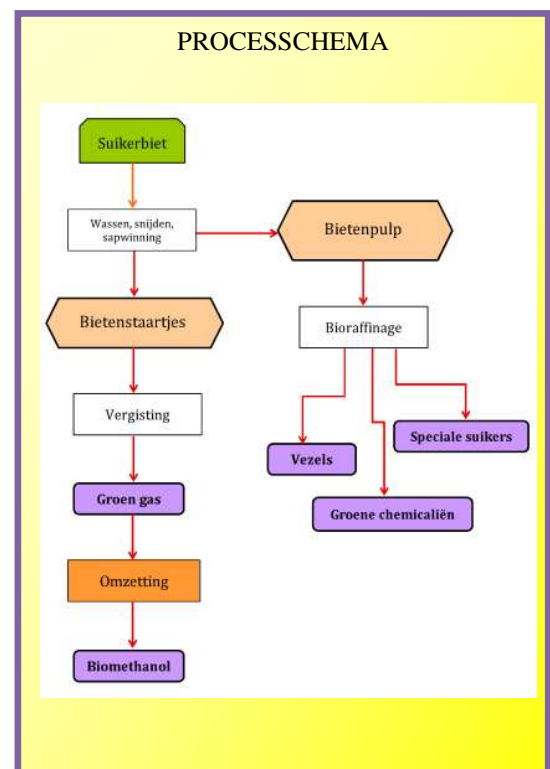 PROCESSCHEMA
Suikerbiet
Wassen, snijden,
sapwinning
Bietenpulp
Bietenstaartjes
Bioraffinage
Vergisting
Speciale suikers
Vezels
Groen gas
Groene chemicaliën
Omzetting
Biomethanol